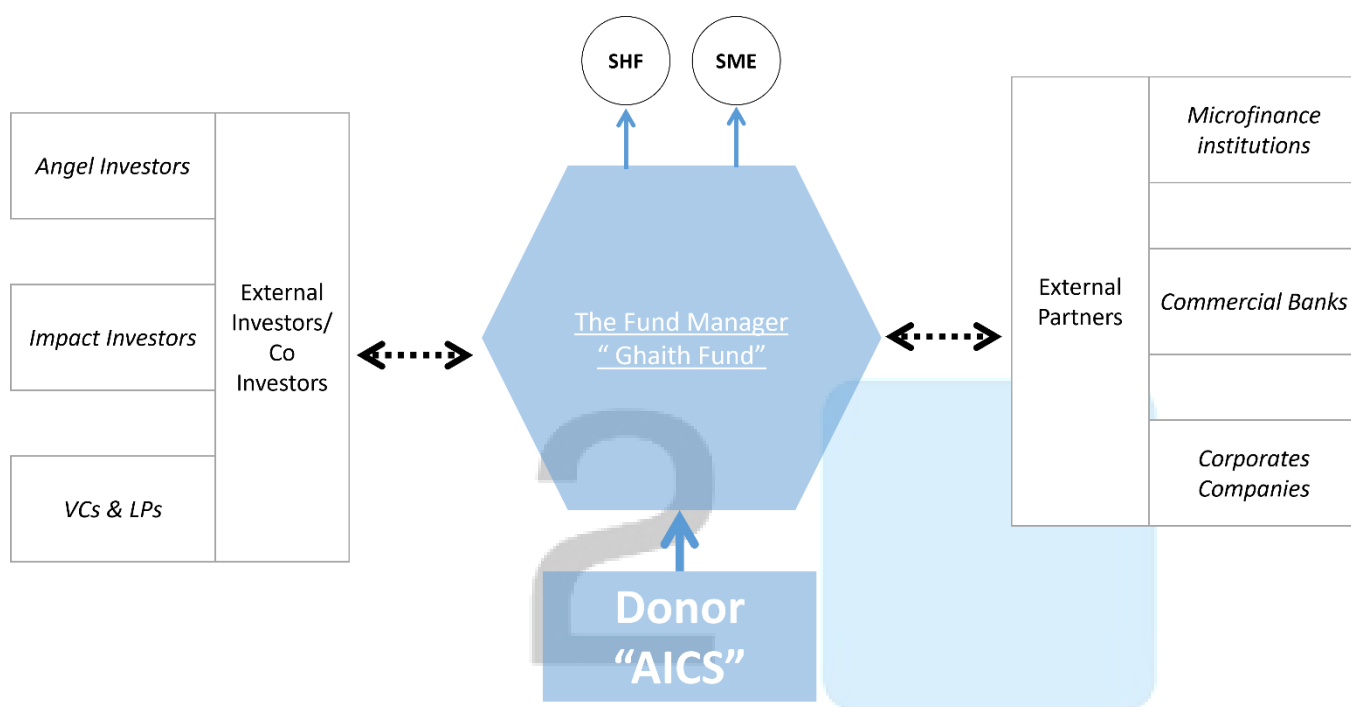 SHF
SME
Angel Investors
Impact Investors
VCs & LPs
External
Investors/
Co
Investors
The Fund Manager
“ Ghaith Fund”
External
Partners
Microfinance
institutions
Commercial Banks
Corporates
Companies
2
Donor
“AICS”